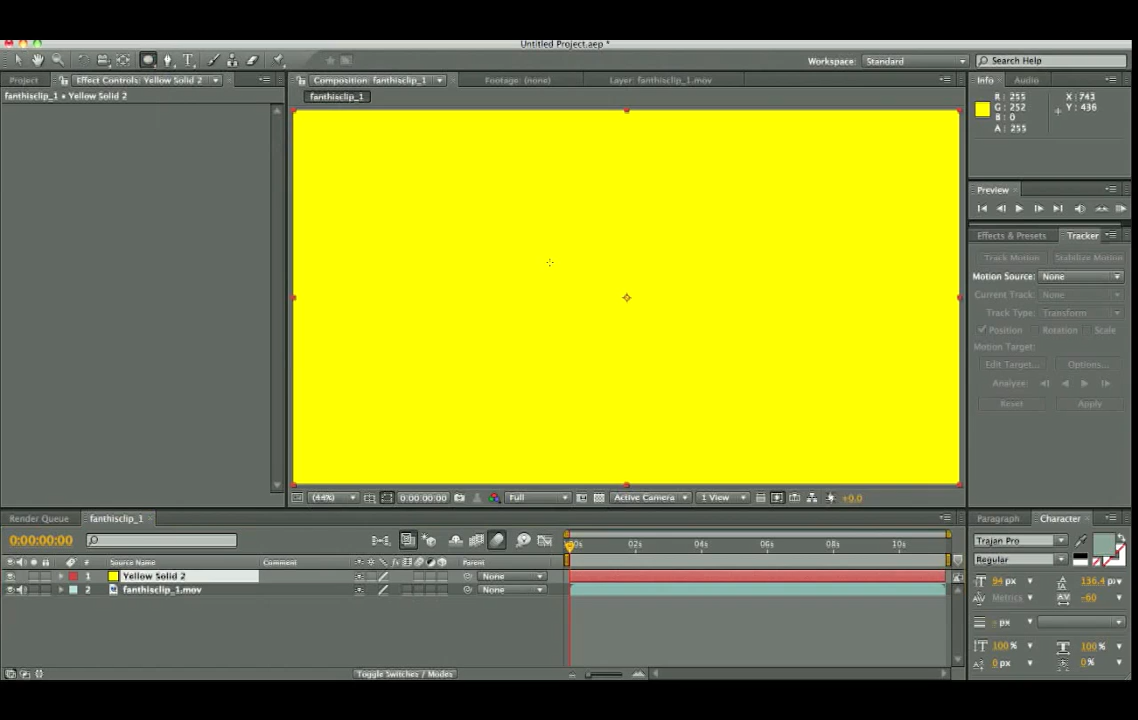 Untitled Project.aep *
Workspace: Standard
Search Help
Project
Effect Controls: Yellow Solid 2
Composition: fanthisclip_1
Footage: (none)
Layer: fanthisclip_1.mov
Info
Audio
fanthisclip_1 • Yellow Solid 2
fanthisclip_1
R : 255
G : 252
B : 0
A : 255
X : 743
Y : 436
Preview
Effects & Presets
Tracker
Track Motion
Stabilize Motion
Motion Source: None
Current Track: None
Track Type: Transform
Position
Rotation
Scale
Motion Target:
Edit Target...
Options...
Analyze:
Reset
Apply
(44%)
0:00:00:00
Full
Active Camera
1 View
+0.0
Render Queue
fanthisclip_1
Paragraph
Character
0:00:00:00
00s
02s
04s
06s
08s
10s
Trajan Pro
Regular
#
Source Name
Comment
Parent
1
Yellow Solid 2
None
2
fanthisclip_1.mov
None
94 px
136.4 px
Metrics
-60
- px
100 %
100 %
0 px
0 %
Toggle Switches / Modes